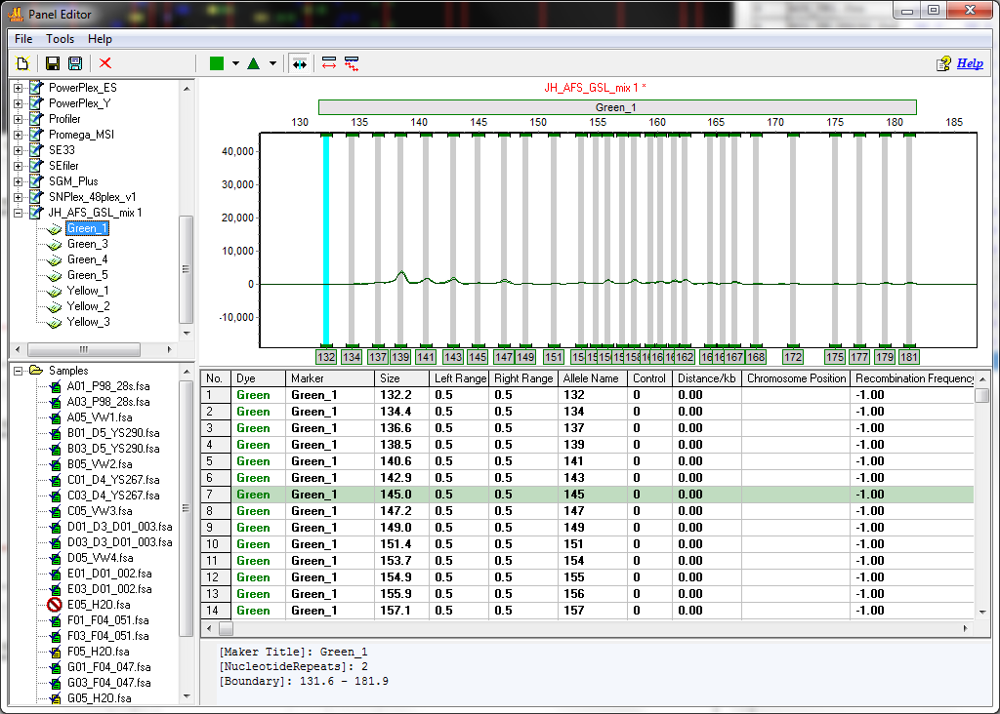 Panel Editor
File Tools Help
Help
PowerPlex_ES
PowerPlex_Y
Profiler
Promega_MSI
SE33
SEfiler
SGM_Plus
SNPlex_48plex_v1
JH_AFS_GSL_mix 1
Green_1
Green_3
Green_4
Green_5
Yellow_1
Yellow_2
Yellow_3
Samples
A01_P98_28s.fsa
A03_P98_28s.fsa
A05_VW1.fsa
B01_D5_YS290.fsa
B03_D5_YS290.fsa
B05_VW2.fsa
C01_D4_YS267.fsa
C03_D4_YS267.fsa
C05_VW3.fsa
D01_D3_D01_003.fsa
D03_D3_D01_003.fsa
D05_VW4.fsa
E01_D01_002.fsa
E03_D01_002.fsa
E05_H2O.fsa
F01_F04_051.fsa
F03_F04_051.fsa
F05_H2O.fsa
G01_F04_047.fsa
G03_F04_047.fsa
G05_H2O.fsa
JH_AFS_GSL_mix 1 *
Green_1
130 135 140 145 150 155 160 165 170 175 180 185
40,000
30,000
20,000
10,000
0
-10,000
132 134 137 139 141 143 145 147 149 151 162 167 168 172 175 177 179 181
No. Dye Marker Size Left Range Right Range Allele Name Control Distance/kb Chromosome Position Recombination Frequency
1 Green Green_1 132.2 0.5 0.5 132 0 0.00 -1.00
2 Green Green_1 134.4 0.5 0.5 134 0 0.00 -1.00
3 Green Green_1 136.6 0.5 0.5 137 0 0.00 -1.00
4 Green Green_1 138.5 0.5 0.5 139 0 0.00 -1.00
5 Green Green_1 140.6 0.5 0.5 141 0 0.00 -1.00
6 Green Green_1 142.9 0.5 0.5 143 0 0.00 -1.00
7 Green Green_1 145.0 0.5 0.5 145 0 0.00 -1.00
8 Green Green_1 147.2 0.5 0.5 147 0 0.00 -1.00
9 Green Green_1 149.0 0.5 0.5 149 0 0.00 -1.00
10 Green Green_1 151.4 0.5 0.5 151 0 0.00 -1.00
11 Green Green_1 153.7 0.5 0.5 154 0 0.00 -1.00
12 Green Green_1 154.9 0.5 0.5 155 0 0.00 -1.00
13 Green Green_1 155.9 0.5 0.5 156 0 0.00 -1.00
14 Green Green_1 157.1 0.5 0.5 157 0 0.00 -1.00
[Maker Title]: Green_1
[NucleotideRepeats]: 2
[Boundary]: 131.6 - 181.9